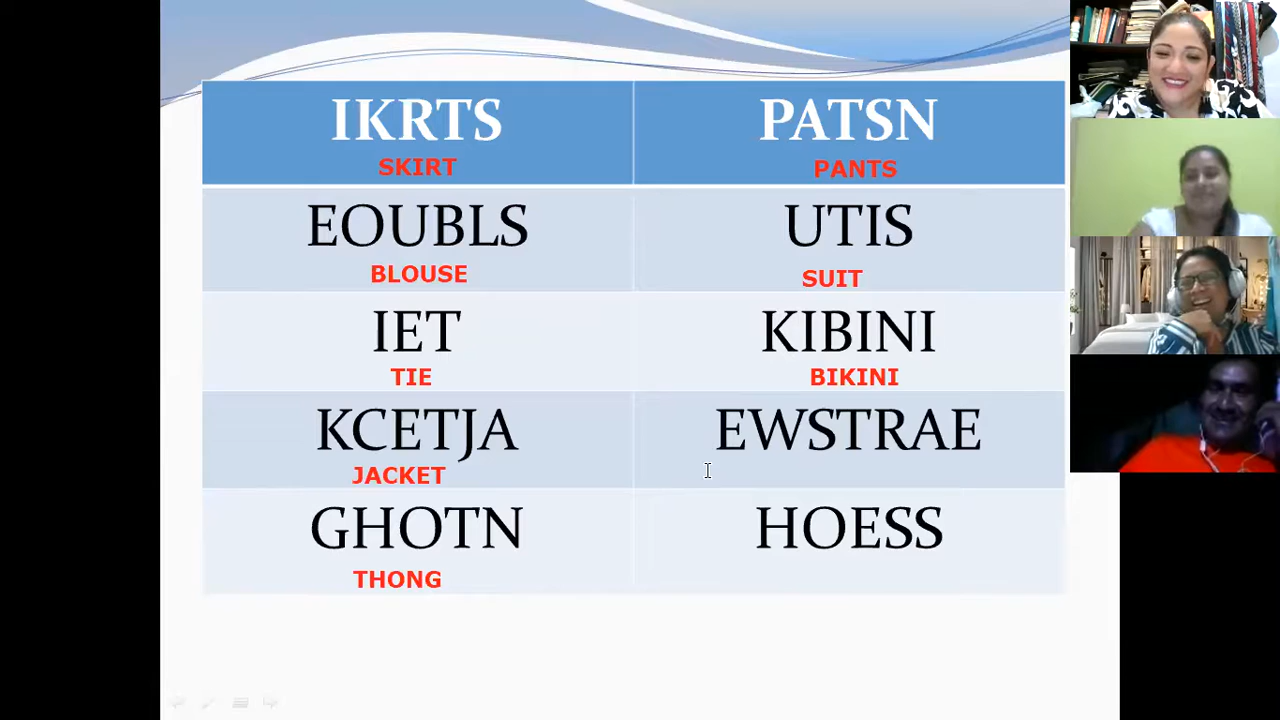 IKRTS PATSN
SKIRT PANTS
EOUBLS UTIS
BLOUSE SUIT
IET KIBINI
TIE BIKINI
KCETJA EWSTRAE
JACKET
GHOTN HOESS
THONG